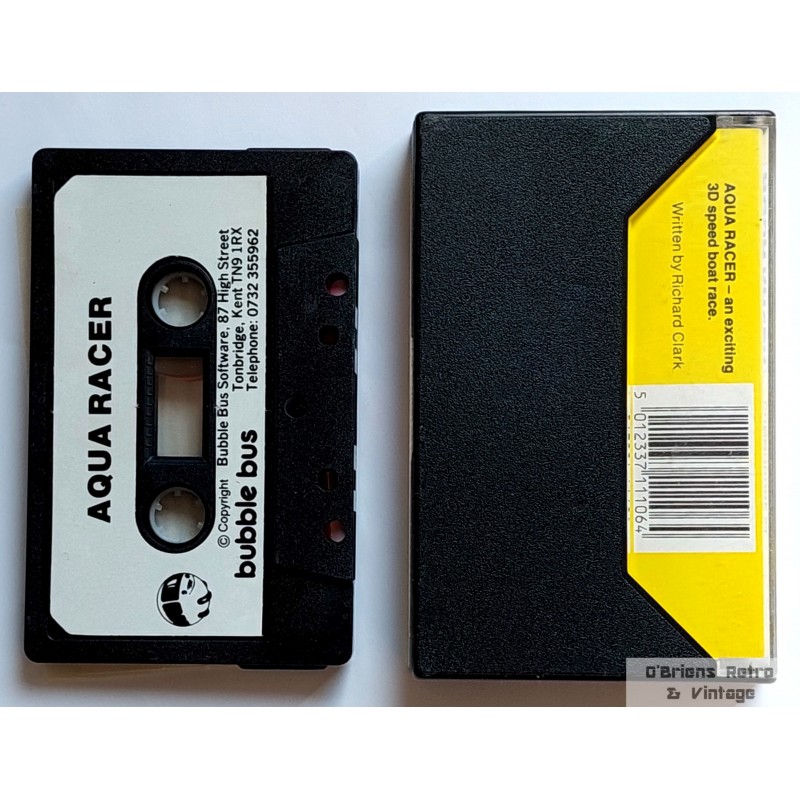 AQUA RACER
© Copyright Bubble Bus Software, 87 High Street
Tonbridge, Kent TN9 1RX
Telephone: 0732 355962
bubble bus
AQUA RACER – an exciting
3D speed boat race.
Written by Richard Clark
5 012337 111064
O'Briens Retro
& Vintage